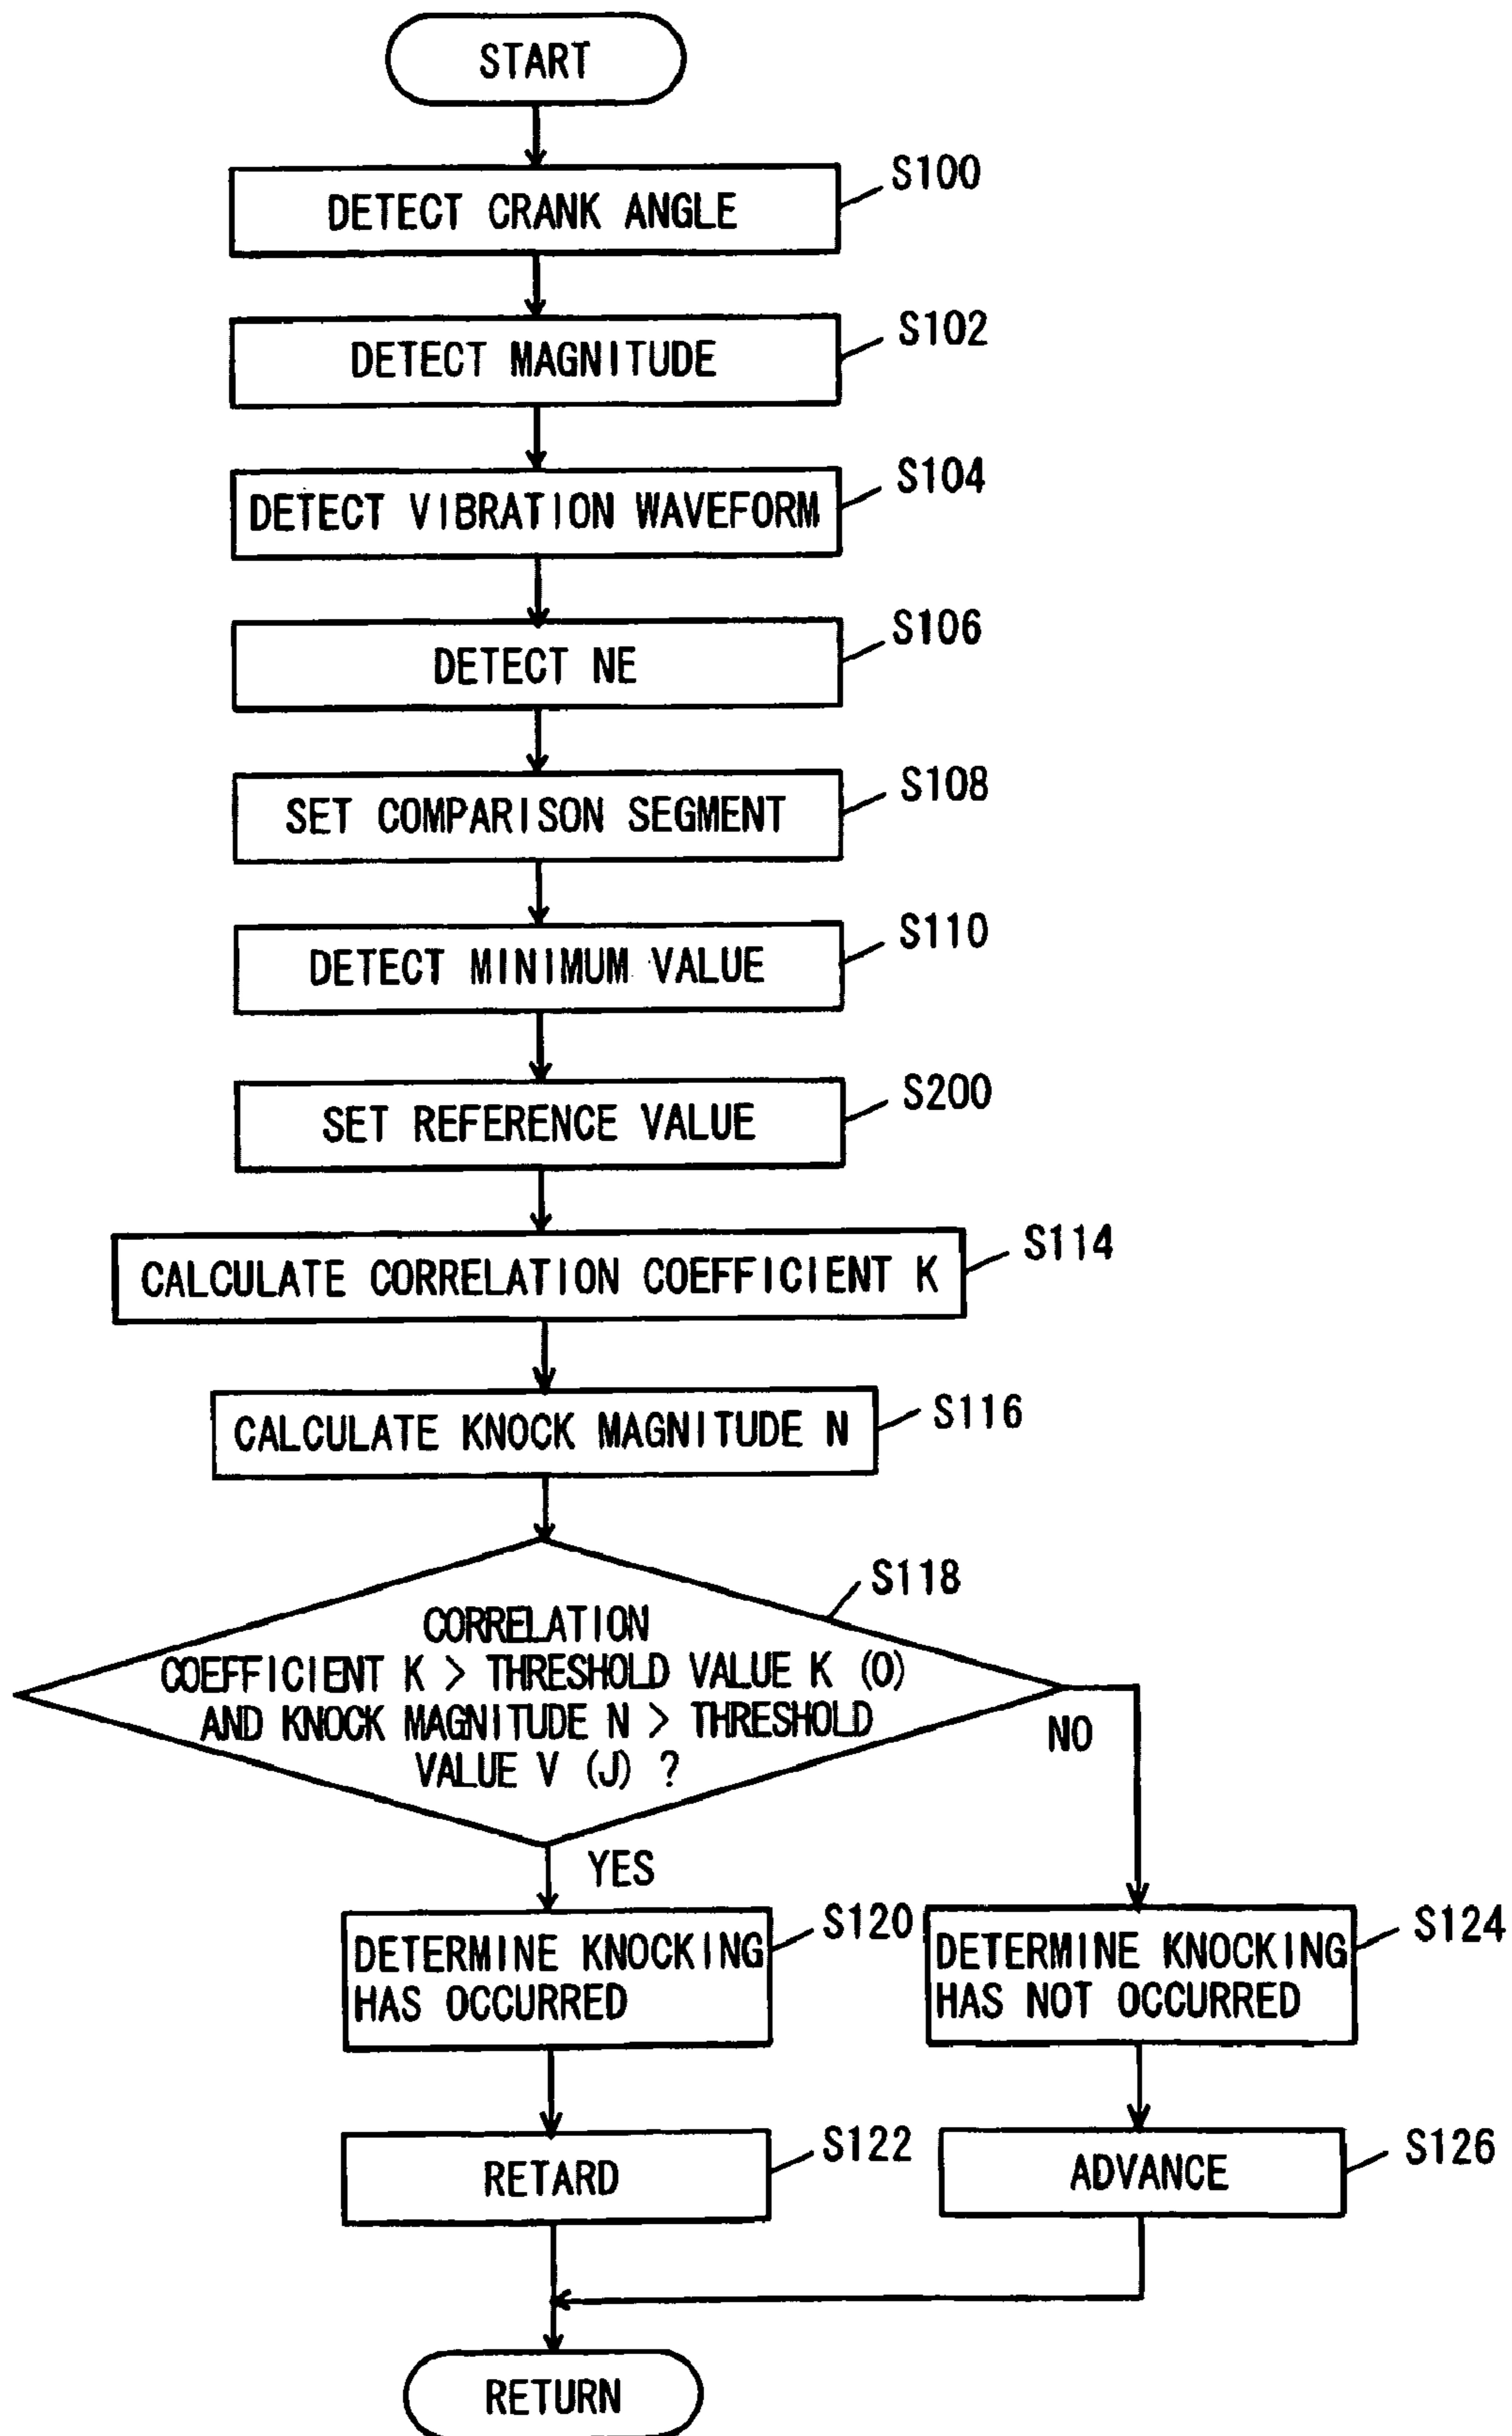 START
DETECT CRANK ANGLE
S100
DETECT MAGNITUDE
S102
DETECT VIBRATION WAVEFORM
S104
DETECT NE
S106
SET COMPARISON SEGMENT
S108
DETECT MINIMUM VALUE
S110
SET REFERENCE VALUE
S200
CALCULATE CORRELATION COEFFICIENT K
S114
CALCULATE KNOCK MAGNITUDE N
S116
S118
CORRELATION
COEFFICIENT K > THRESHOLD VALUE K (0)
AND KNOCK MAGNITUDE N > THRESHOLD
VALUE V (J) ?
NO
YES
DETERMINE KNOCKING
HAS OCCURRED
S120
DETERMINE KNOCKING
HAS NOT OCCURRED
S124
RETARD
S122
ADVANCE
S126
RETURN